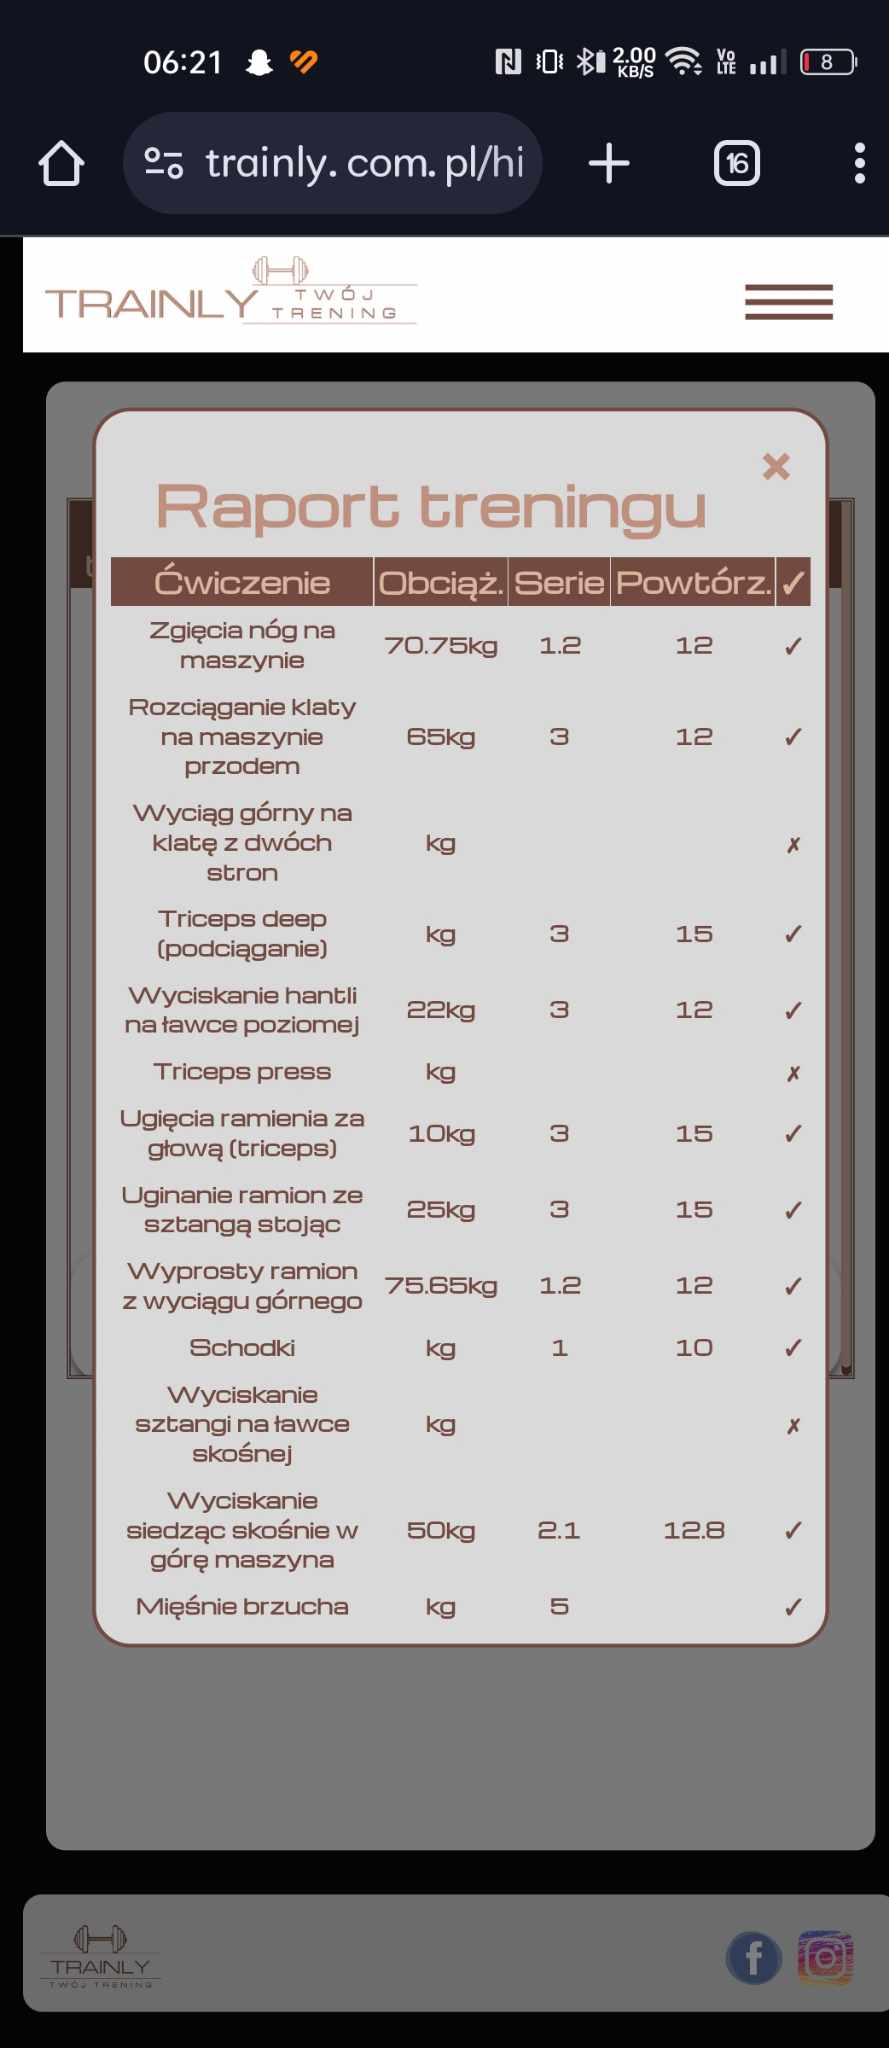 06:21 2.00 KB/S Vo LTE 8
trainly.com.pl/hi 16
TRAINLY TWÓJ TRENING
Raport treningu
Ćwiczenie Obciąż. Serie Powtórz. ✓
Zgięcia nóg na
maszynie 70.75kg 1.2 12 ✓
Rozciąganie klaty
na maszynie 65kg 3 12 ✓
przodem
Wyciąg górny na
klatę z dwóch kg ✗
stron
Triceps deep
(podciąganie) kg 3 15 ✓
Wyciskanie hantli
na ławce poziomej 22kg 3 12 ✓
Triceps press kg ✗
Ugięcia ramienia za
głową (triceps) 10kg 3 15 ✓
Uginanie ramion ze
sztangą stojąc 25kg 3 15 ✓
Wyprosty ramion
z wyciągu górnego 75.65kg 1.2 12 ✓
Schodki kg 1 10 ✓
Wyciskanie
sztangi na ławce kg ✗
skośnej
Wyciskanie
siedząc skośnie w 50kg 2.1 12.8 ✓
górę maszyna
Mięśnie brzucha kg 5 ✓
TRAINLY
TWÓJ TRENING